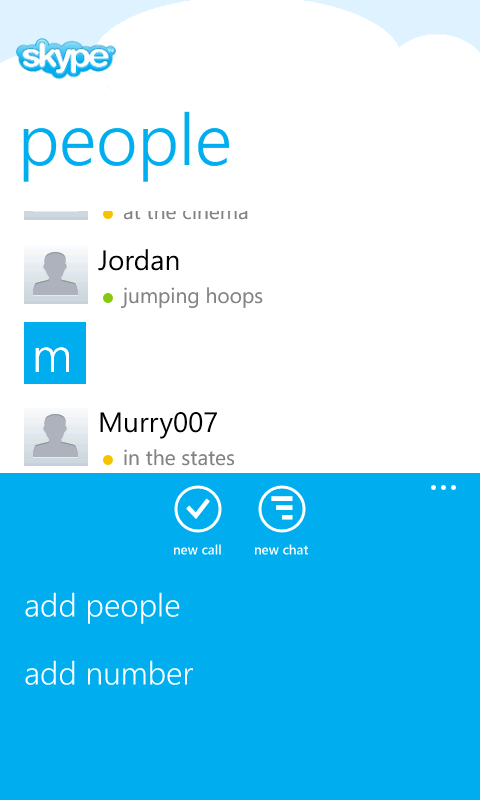 skype
people
at the cinema
Jordan
jumping hoops
m
Murry007
in the states
new call
new chat
add people
add number